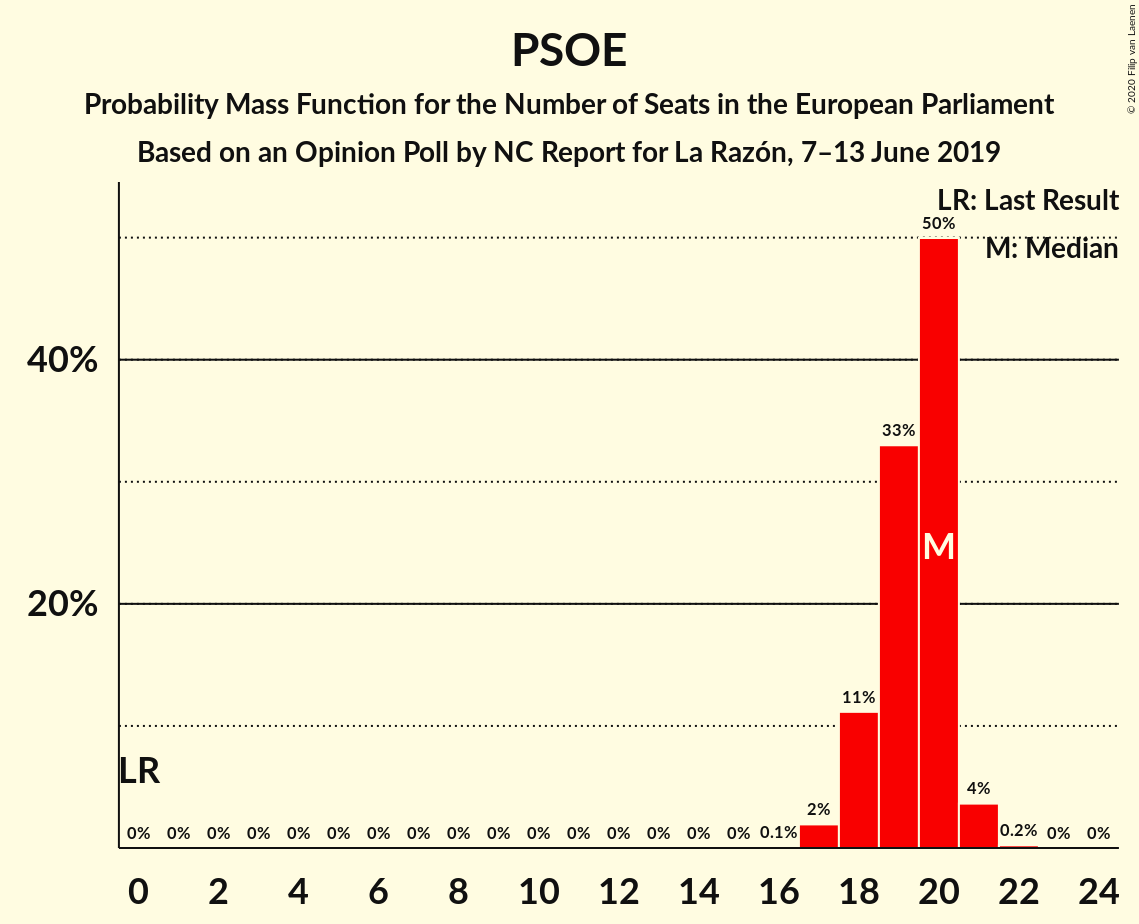 PSOE
Probability Mass Function for the Number of Seats in the European Parliament
Based on an Opinion Poll by NC Report for La Razón, 7–13 June 2019
© 2020 Filip van Laenen
LR: Last Result
M: Median
50%
40%
33%
M
20%
11%
LR
4%
2%
0% 0% 0% 0% 0% 0% 0% 0% 0% 0% 0% 0% 0% 0% 0% 0% 0.1% 0.2% 0% 0%
0 2 4 6 8 10 12 14 16 18 20 22 24